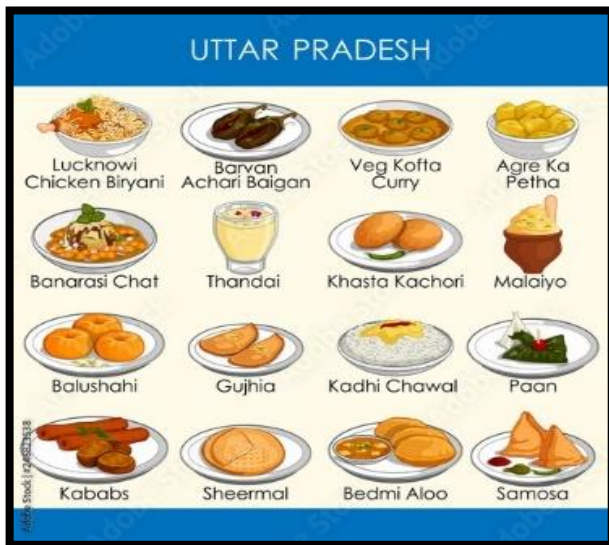 UTTAR PRADESH
Lucknowi
Chicken Biryani
Barvan
Achari Baigan
Veg Kofta
Curry
Agre Ka
Petha
Banarasi Chat
Thandai
Khasta Kachori
Malaiyo
Balushahi
Gujhia
Kadhi Chawal
Paan
Kababs
Sheermal
Bedmi Aloo
Samosa